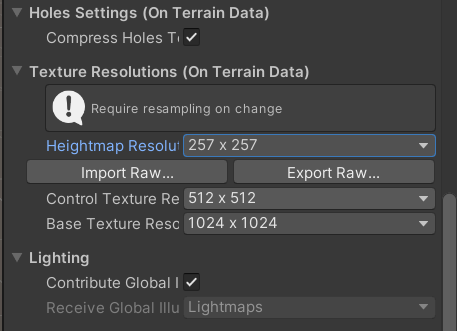 Holes Settings (On Terrain Data)
Compress Holes Te
Texture Resolutions (On Terrain Data)
Require resampling on change
Heightmap Resolut 257 x 257
Import Raw... Export Raw...
Control Texture Re 512 x 512
Base Texture Reso 1024 x 1024
Lighting
Contribute Global I
Receive Global Illu Lightmaps